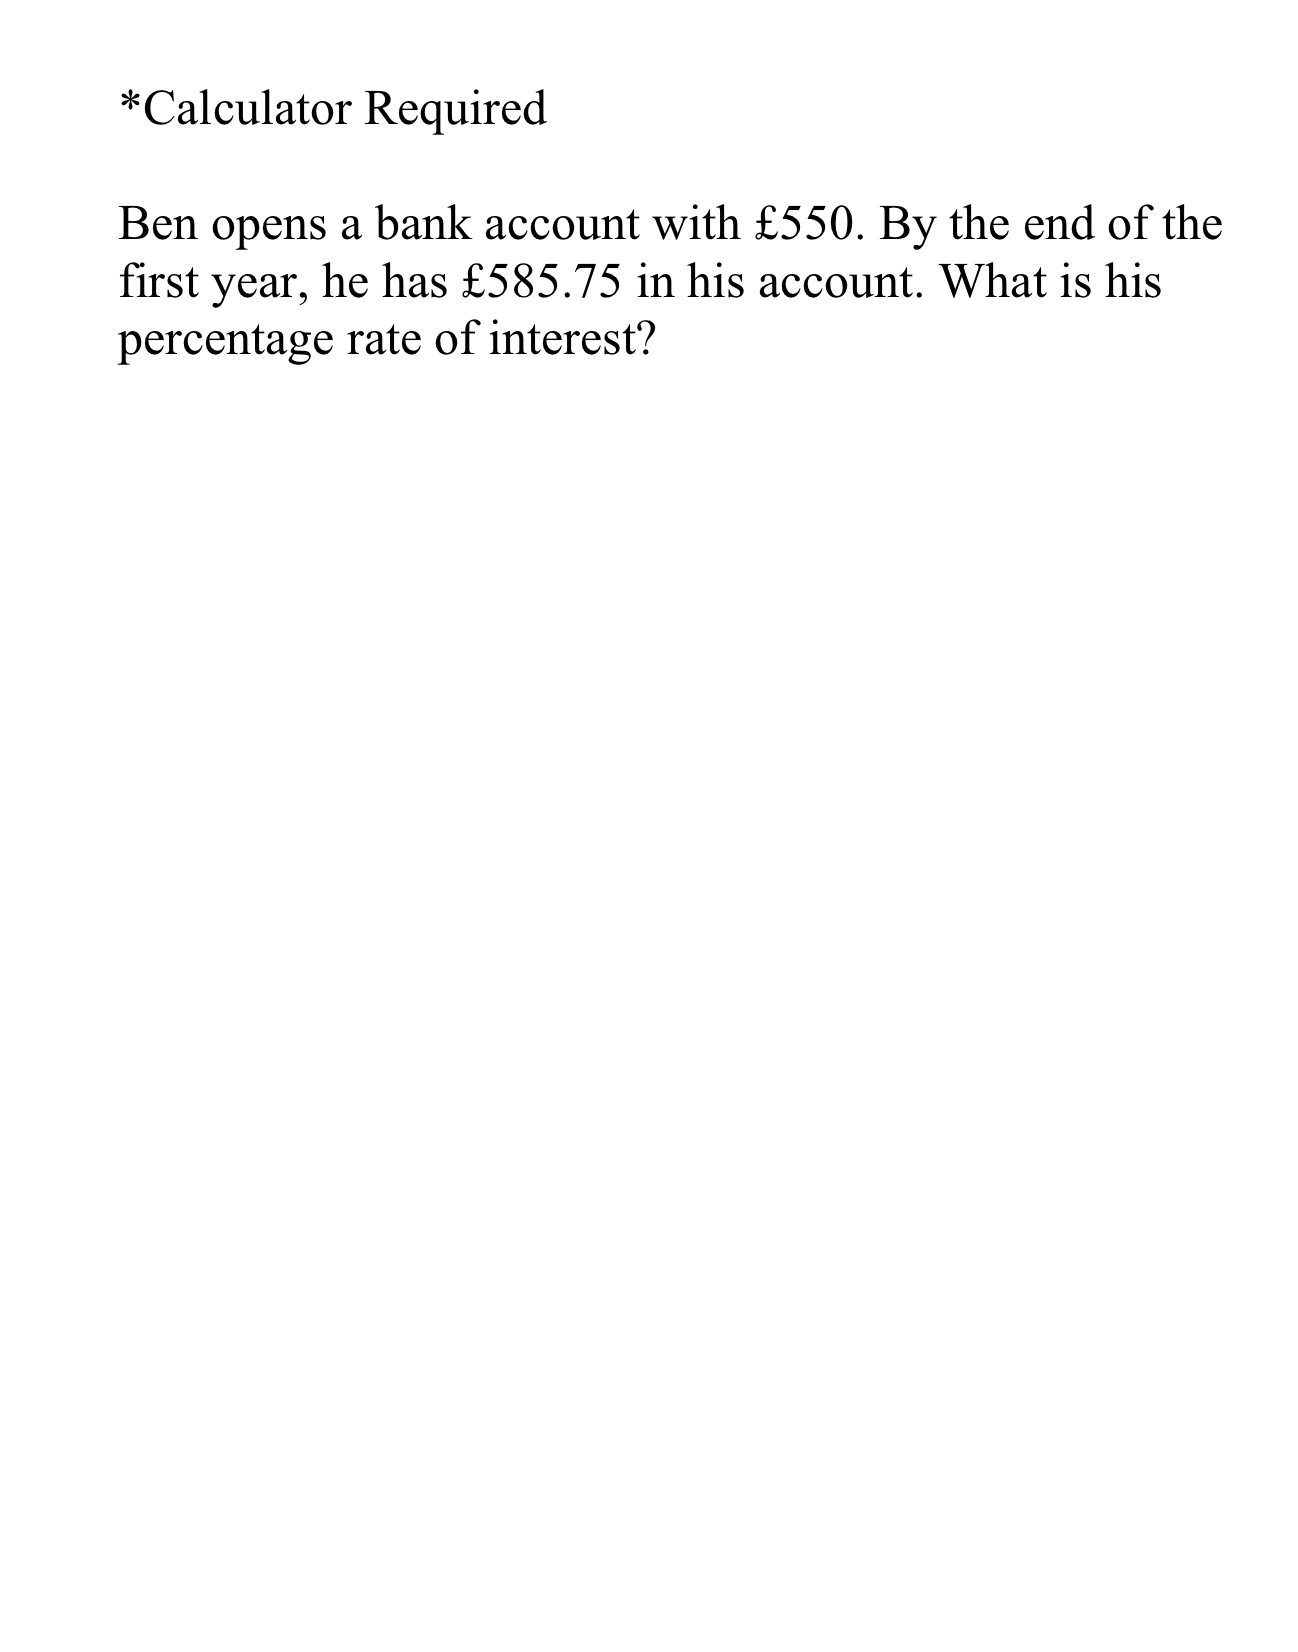 *Calculator Required
Ben opens a bank account with £550. By the end of the
first year, he has £585.75 in his account. What is his
percentage rate of interest?